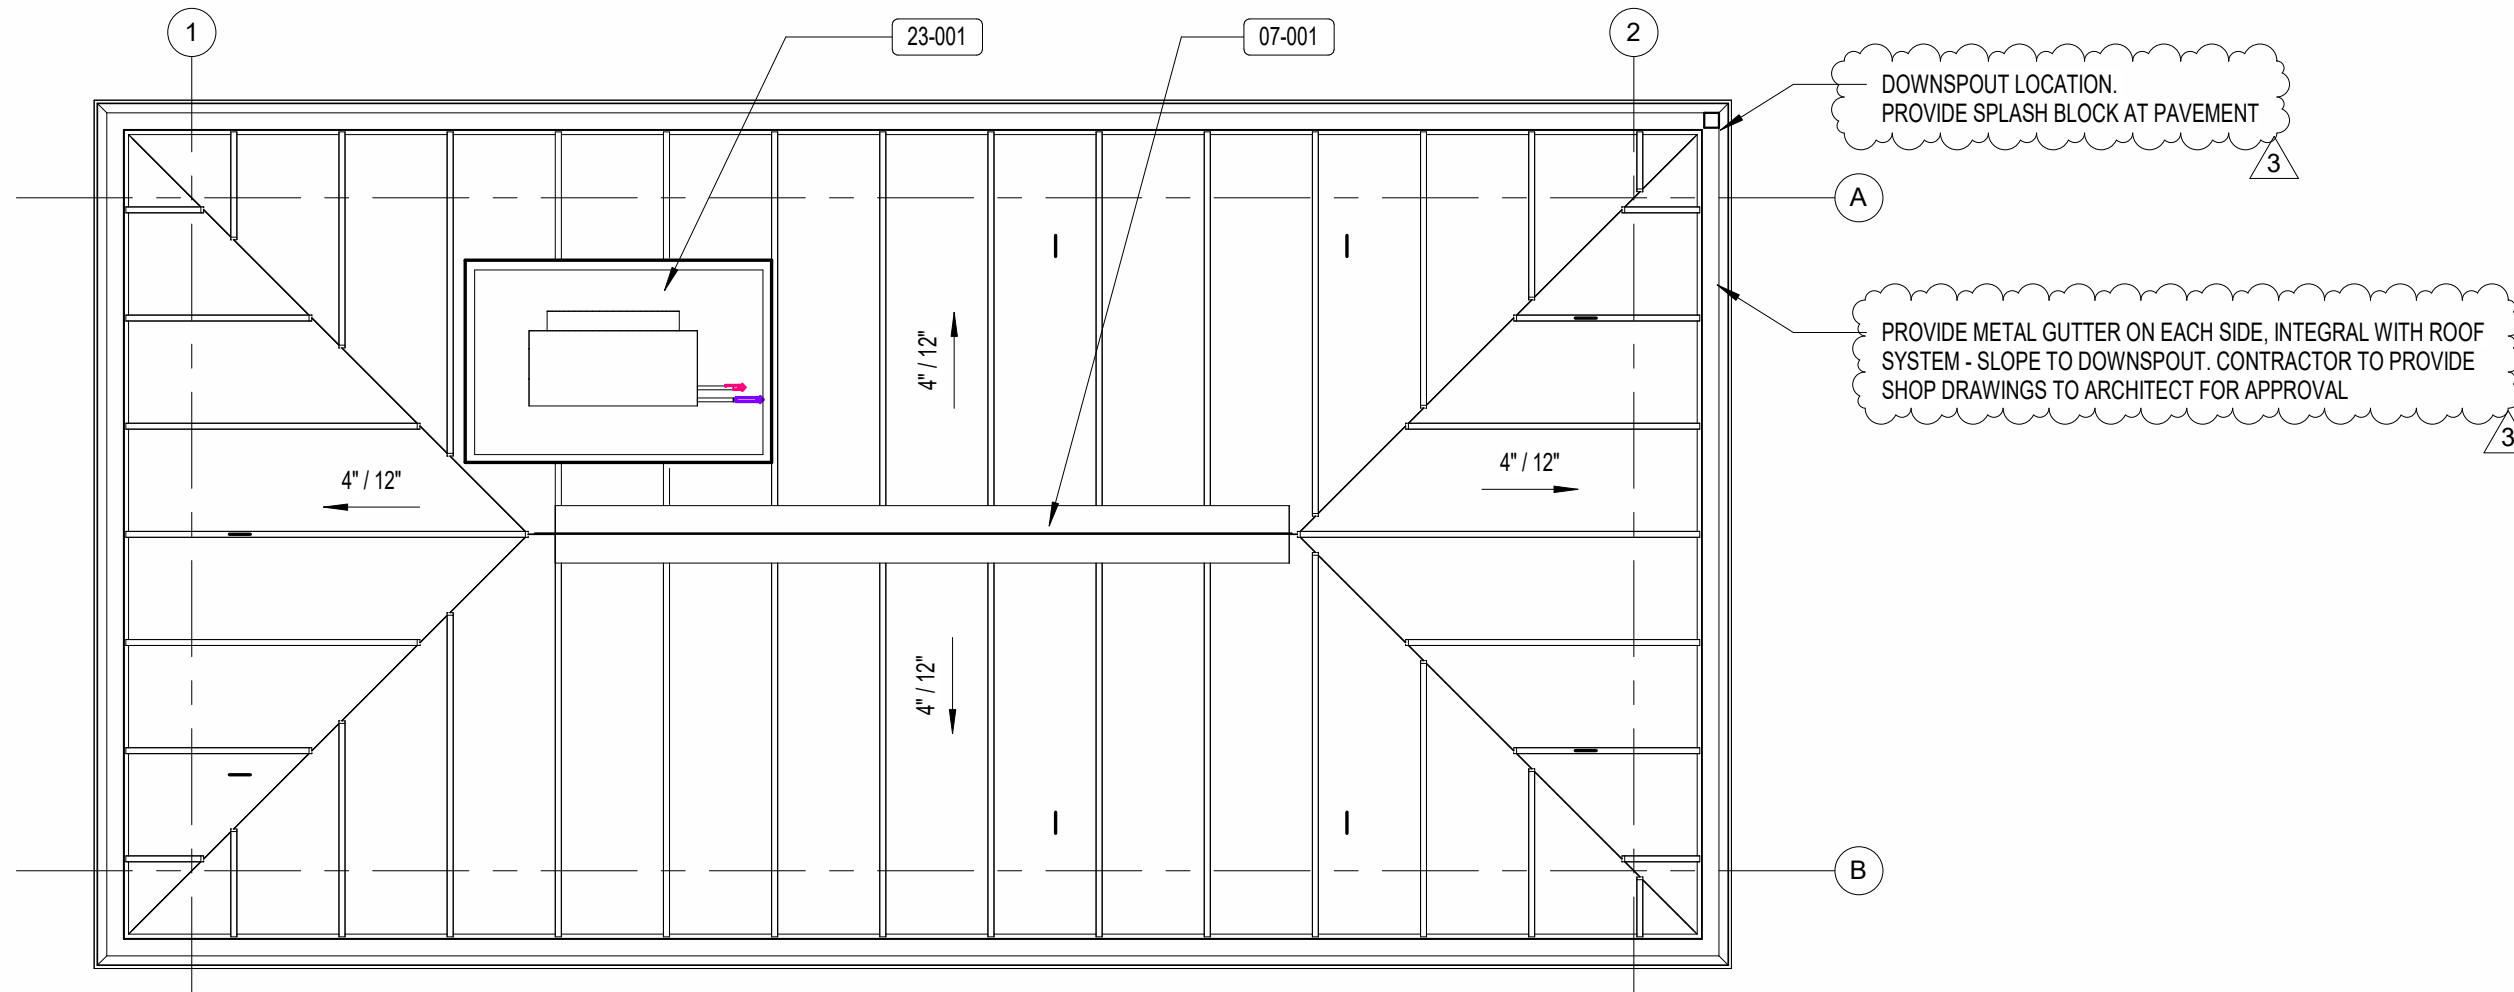 1
23-001
07-001
2
DOWNSPOUT LOCATION.
PROVIDE SPLASH BLOCK AT PAVEMENT
3
A
PROVIDE METAL GUTTER ON EACH SIDE, INTEGRAL WITH ROOF
SYSTEM - SLOPE TO DOWNSPOUT. CONTRACTOR TO PROVIDE
SHOP DRAWINGS TO ARCHITECT FOR APPROVAL
3
4" / 12"
4" / 12"
4" / 12"
4" / 12"
B